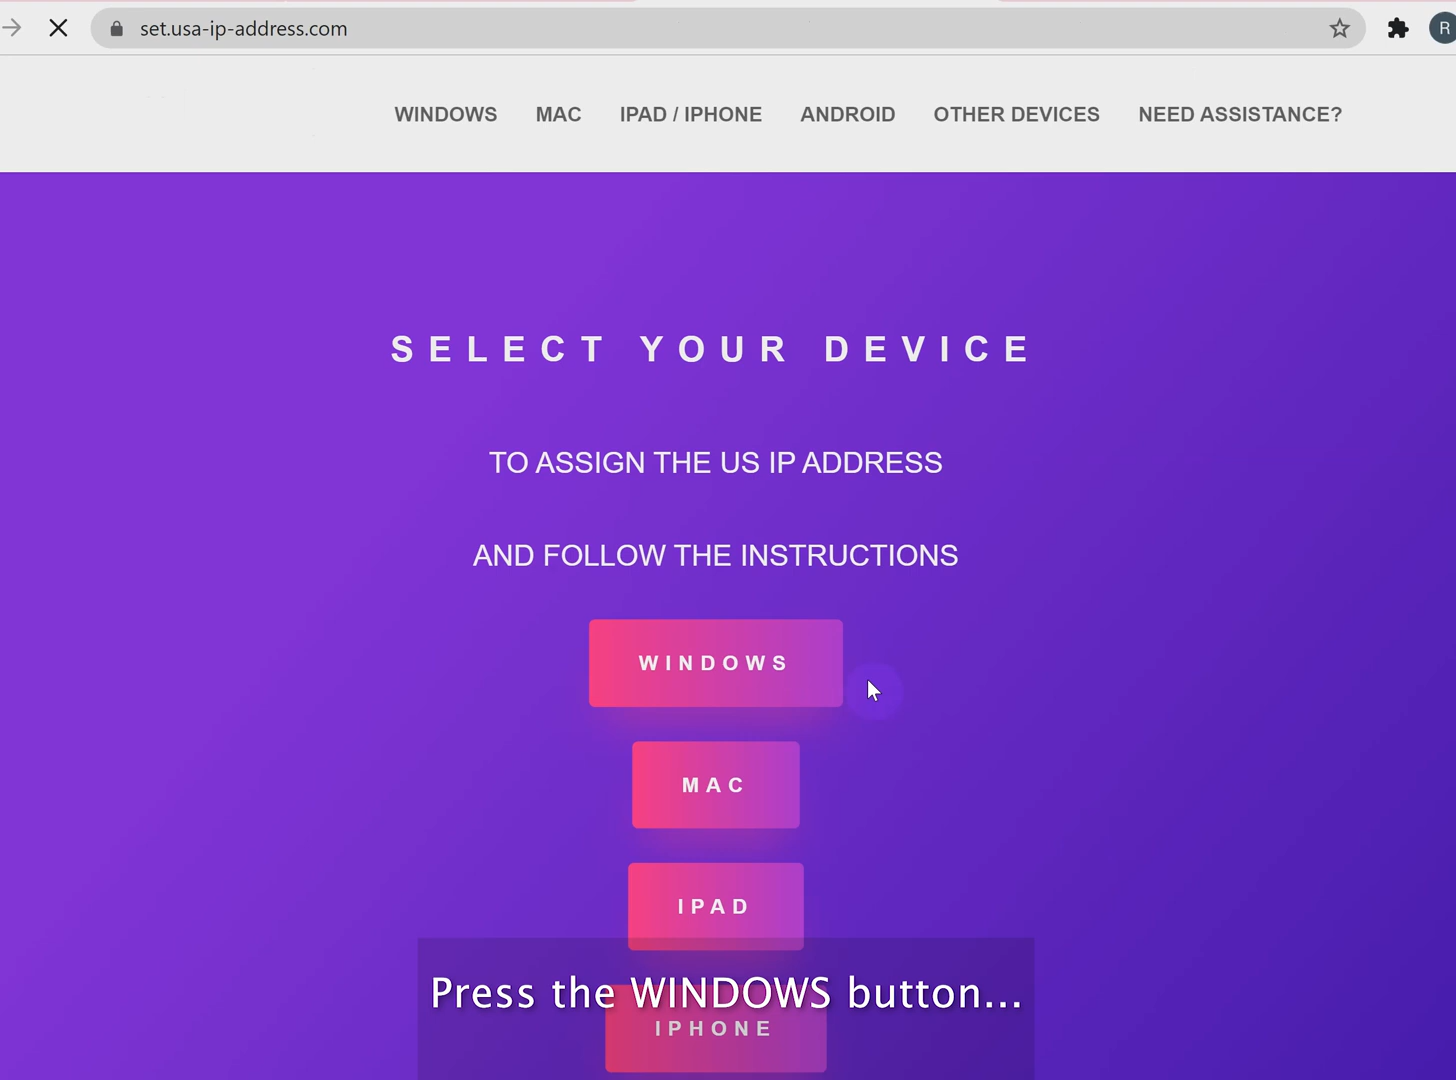 set.usa-ip-address.com
R
WINDOWS MAC IPAD / IPHONE ANDROID OTHER DEVICES NEED ASSISTANCE?
SELECT YOUR DEVICE
TO ASSIGN THE US IP ADDRESS
AND FOLLOW THE INSTRUCTIONS
WINDOWS
MAC
IPAD
Press the WINDOWS button...
IPHONE